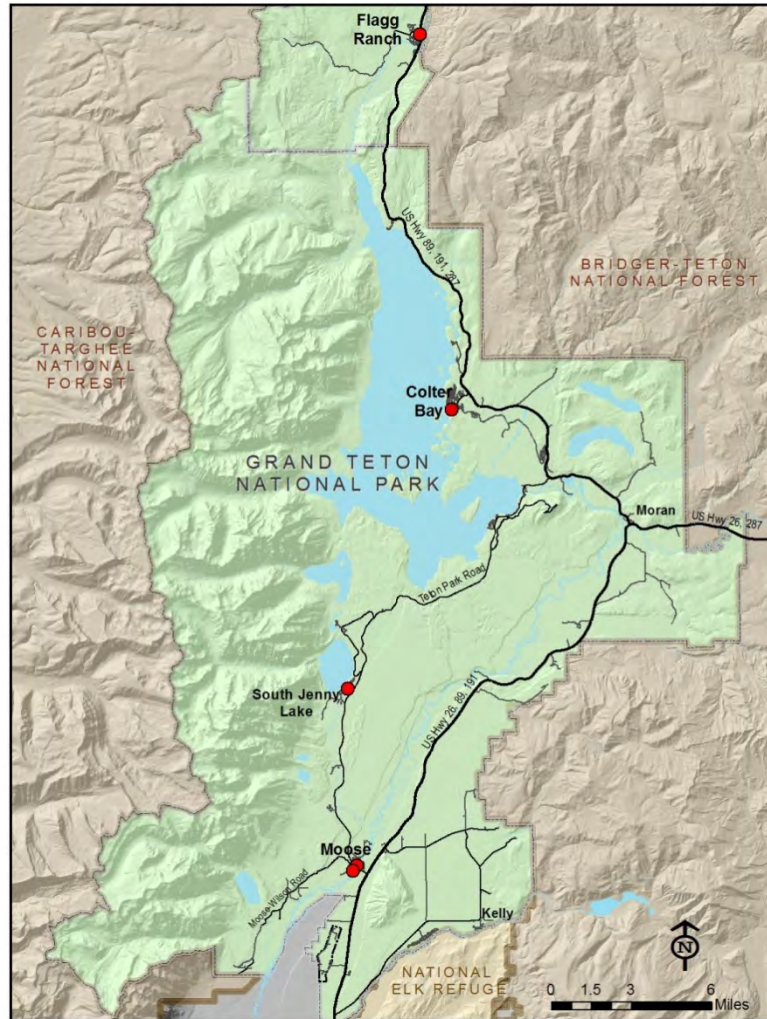 Flagg
Ranch
US Hwy 89, 191, 287
BRIDGER-TETON
NATIONAL FOREST
CARIBOU-
TARGHEE
NATIONAL
FOREST
Colter
Bay
GRAND TETON
NATIONAL PARK
Moran
US Hwy 26, 287
Teton Park Road
South Jenny
Lake
US Hwy 26, 89, 191
Moose
Moose-Wilson Road
Kelly
NATIONAL
ELK REFUGE
N
0 1.5 3 6
Miles